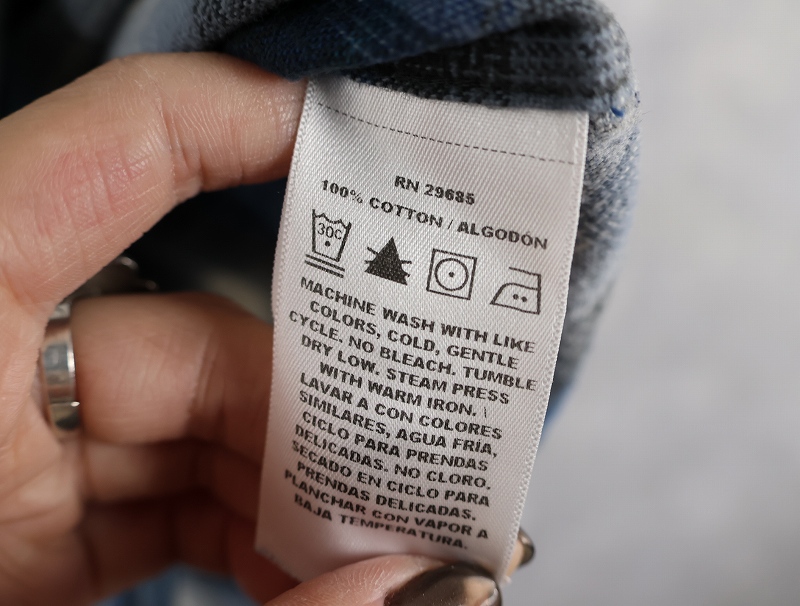 RN 29685
100% COTTON / ALGODÓN
30C
MACHINE WASH WITH LIKE
COLORS, COLD, GENTLE
CYCLE. NO BLEACH. TUMBLE
DRY LOW. STEAM PRESS
WITH WARM IRON. \
LAVAR A CON COLORES
SIMILARES, AGUA FRÍA,
CICLO PARA PRENDAS
DELICADAS. NO CLORO.
SECADO EN CICLO PARA
PRENDAS DELICADAS.
PLANCHAR CON VAPOR A
BAJA TEMPERATURA.